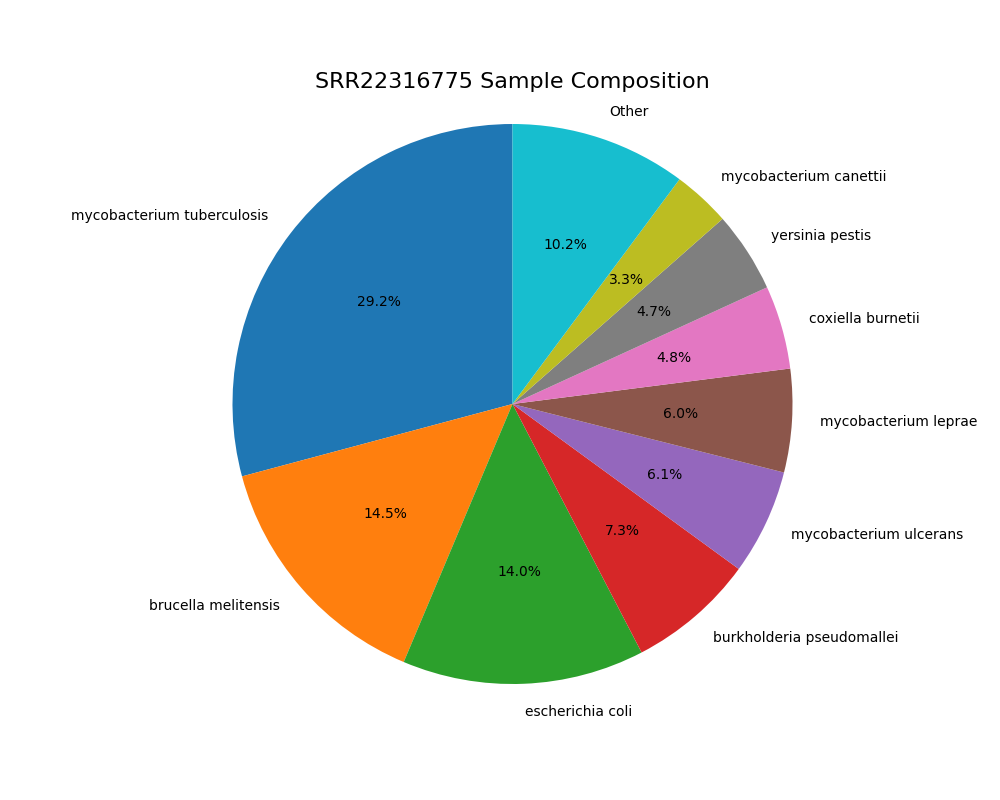 SRR22316775 Sample Composition
Other
mycobacterium canettii
mycobacterium tuberculosis
yersinia pestis
10.2%
3.3%
29.2%
4.7%
coxiella burnetii
4.8%
6.0%
mycobacterium leprae
6.1%
14.5%
7.3%
mycobacterium ulcerans
14.0%
brucella melitensis
burkholderia pseudomallei
escherichia coli